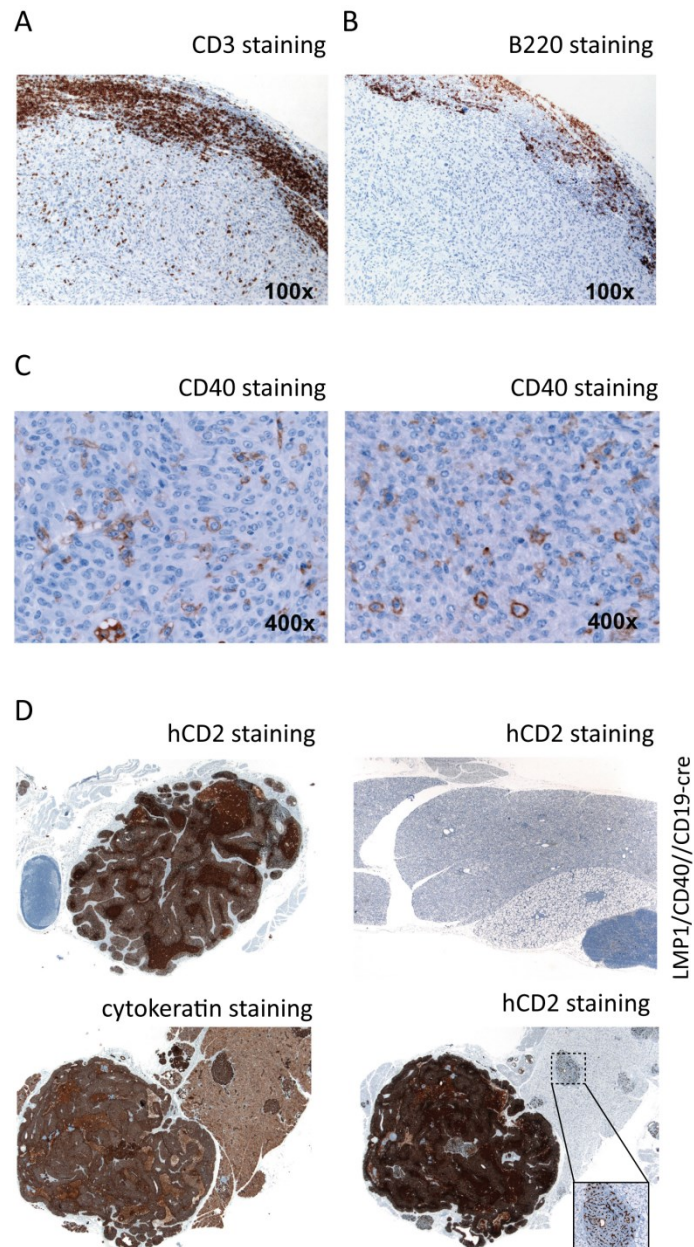 A
CD3 staining
B
B220 staining
100x
100x
C
CD40 staining
CD40 staining
400x
400x
D
hCD2 staining
hCD2 staining
LMP1/CD40//CD19-cre
cytokeratin staining
hCD2 staining